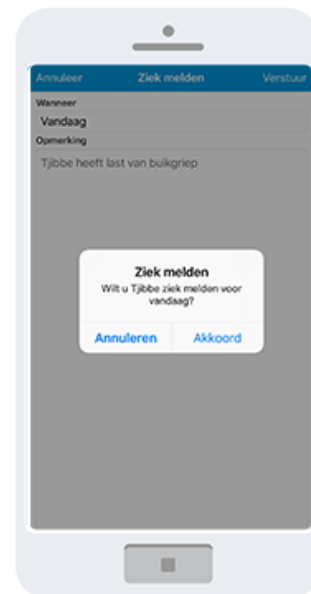 Annuleer Ziek melden Verstuur
Wanneer
Vandaag
Opmerking
Tjibbe heeft last van buikgriep
Ziek melden
Wilt u Tjibbe ziek melden voor
vandaag?
Annuleren Akkoord